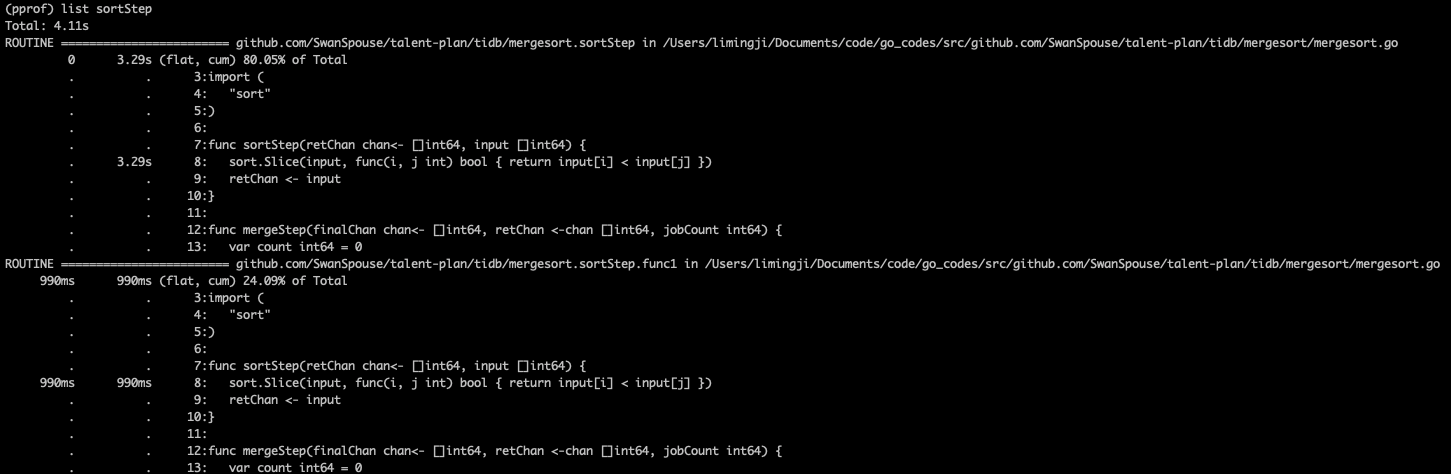 (pprof) list sortStep
Total: 4.11s
ROUTINE ======================== github.com/SwanSpouse/talent-plan/tidb/mergesort.sortStep in /Users/limingji/Documents/code/go_codes/src/github.com/SwanSpouse/talent-plan/tidb/mergesort/mergesort.go
         0      3.29s (flat, cum) 80.05% of Total
         .          .      3:import (
         .          .      4:   "sort"
         .          .      5:)
         .          .      6:
         .          .      7:func sortStep(retChan chan<- []int64, input []int64) {
         .      3.29s      8:   sort.Slice(input, func(i, j int) bool { return input[i] < input[j] })
         .          .      9:   retChan <- input
         .          .     10:}
         .          .     11:
         .          .     12:func mergeStep(finalChan chan<- []int64, retChan <-chan []int64, jobCount int64) {
         .          .     13:   var count int64 = 0
ROUTINE ======================== github.com/SwanSpouse/talent-plan/tidb/mergesort.sortStep.func1 in /Users/limingji/Documents/code/go_codes/src/github.com/SwanSpouse/talent-plan/tidb/mergesort/mergesort.go
     990ms      990ms (flat, cum) 24.09% of Total
         .          .      3:import (
         .          .      4:   "sort"
         .          .      5:)
         .          .      6:
         .          .      7:func sortStep(retChan chan<- []int64, input []int64) {
     990ms      990ms      8:   sort.Slice(input, func(i, j int) bool { return input[i] < input[j] })
         .          .      9:   retChan <- input
         .          .     10:}
         .          .     11:
         .          .     12:func mergeStep(finalChan chan<- []int64, retChan <-chan []int64, jobCount int64) {
         .          .     13:   var count int64 = 0